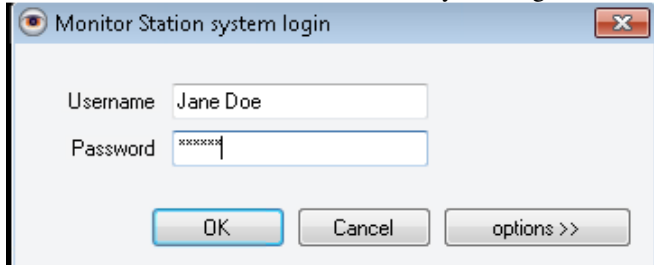 Monitor Station system login
Username Jane Doe
Password ******
OK Cancel options >>